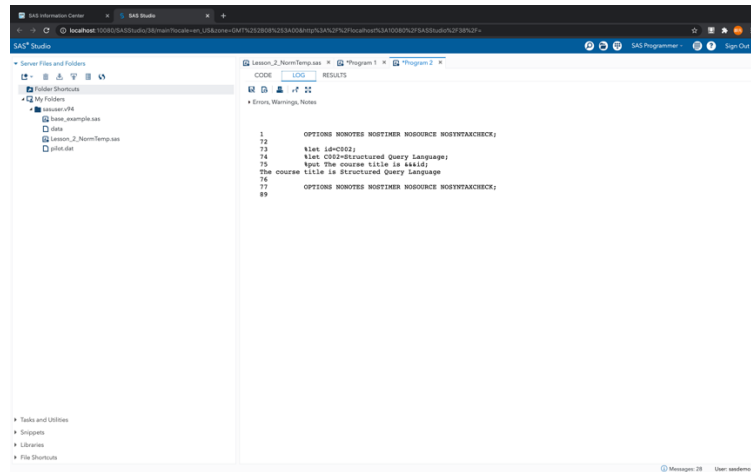 SAS Information Center
SAS Studio
localhost:10080/SASStudio/38/main?locale=en_US&zone=GMT%252B08%253A00&http%3A%2F%2Flocalhost%3A10080%2FSASStudio%2F38%2F=
SAS® Studio
SAS Programmer
Sign Out
Server Files and Folders
Folder Shortcuts
My Folders
sasuser.v94
base_example.sas
data
Lesson_2_NormTemp.sas
pilot.dat
Tasks and Utilities
Snippets
Libraries
File Shortcuts
Lesson_2_NormTemp.sas
*Program 1
*Program 2
CODE LOG RESULTS
Errors, Warnings, Notes
1 OPTIONS NONOTES NOSTIMER NOSOURCE NOSYNTAXCHECK;
72
73 %let id=C002;
74 %let C002=Structured Query Language;
75 %put The course title is &&&id;
The course title is Structured Query Language
76
77 OPTIONS NONOTES NOSTIMER NOSOURCE NOSYNTAXCHECK;
89
Messages: 28 User: sasdemo